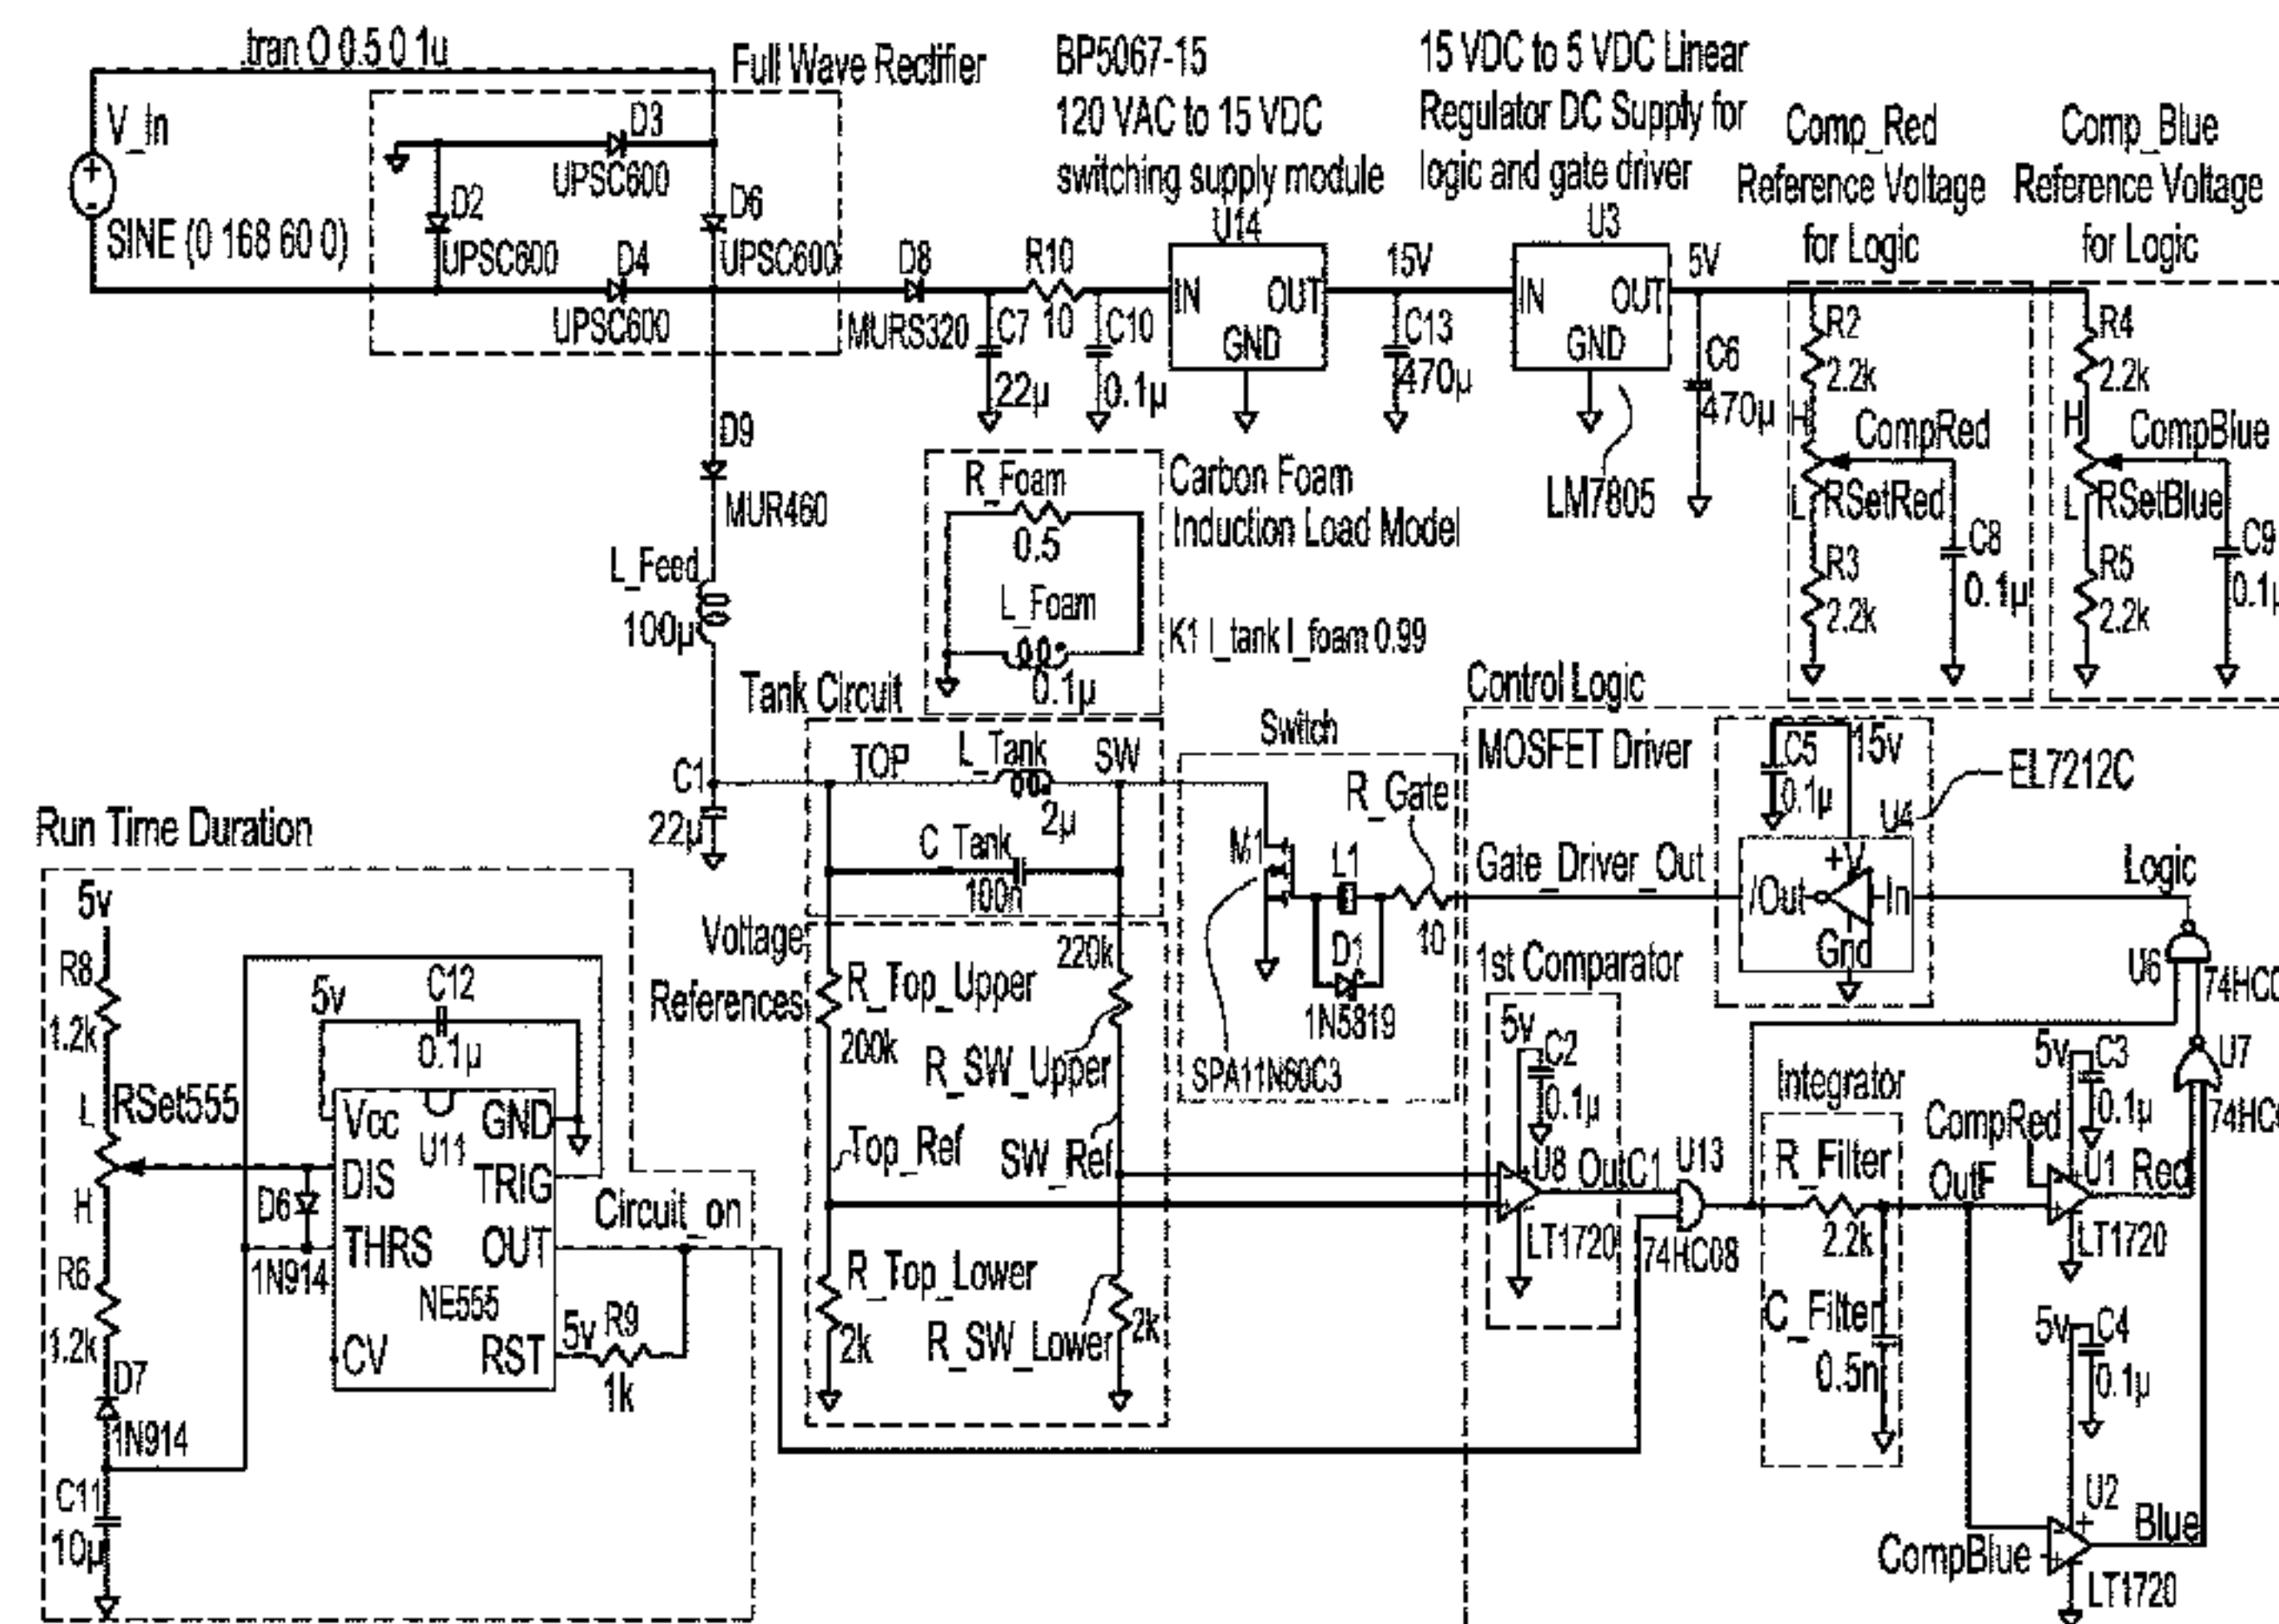 .tran O 0.5 0 1u
Full Wave Rectifier
V_In
SINE (0 168 60 0)
D3
UPSC600
D2
UPSC600
D6
UPSC600
D4
UPSC600
D8
MURS320
C7
22µ
R10
10
C10
0.1µ
BP5067-15
120 VAC to 15 VDC
switching supply module
U14
IN
OUT
GND
15V
C13
470µ
15 VDC to 5 VDC Linear
Regulator DC Supply for
logic and gate driver
U3
IN
OUT
GND
LM7805
5V
C6
470µ
Comp_Red
Reference Voltage
for Logic
R2
2.2k
H
CompRed
L
RSetRed
C8
0.1µ
R3
2.2k
Comp_Blue
Reference Voltage
for Logic
R4
2.2k
H
CompBlue
L
RSetBlue
C9
0.1µ
R5
2.2k
D9
MUR460
L_Feed
100µ
R_Foam
0.5
L_Foam
0.1µ
Carbon Foam
Induction Load Model
K1 l_tank l_foam 0.99
C1
22µ
Tank Circuit
TOP
L_Tank
2µ
SW
C_Tank
100n
Switch
M1
L1
R_Gate
10
D1
1N5819
SPA11N60C3
Control Logic
MOSFET Driver
C5
0.1µ
15v
EL7212C
U4
+V
/Out
In
Gnd
Gate_Driver_Out
Logic
U6
U7
Voltage
References
R_Top_Upper
200k
220k
R_SW_Upper
Top_Ref
SW_Ref
R_Top_Lower
2k
R_SW_Lower
2k
1st Comparator
5v
C2
0.1µ
U8
OutC1
LT1720
U13
74HC08
Integrator
R_Filter
2.2k
C_Filter
0.5n
OutF
CompRed
5v
C3
0.1µ
U1
Red
LT1720
5v
C4
0.1µ
U2
Blue
CompBlue
LT1720
Run Time Duration
5v
R8
1.2k
L
RSet555
H
R6
1.2k
D7
1N914
C11
10µ
5v
C12
0.1µ
Vcc
GND
U11
DIS
TRIG
THRS
OUT
NE555
CV
RST
D6
1N914
5v
R9
1k
Circuit_on